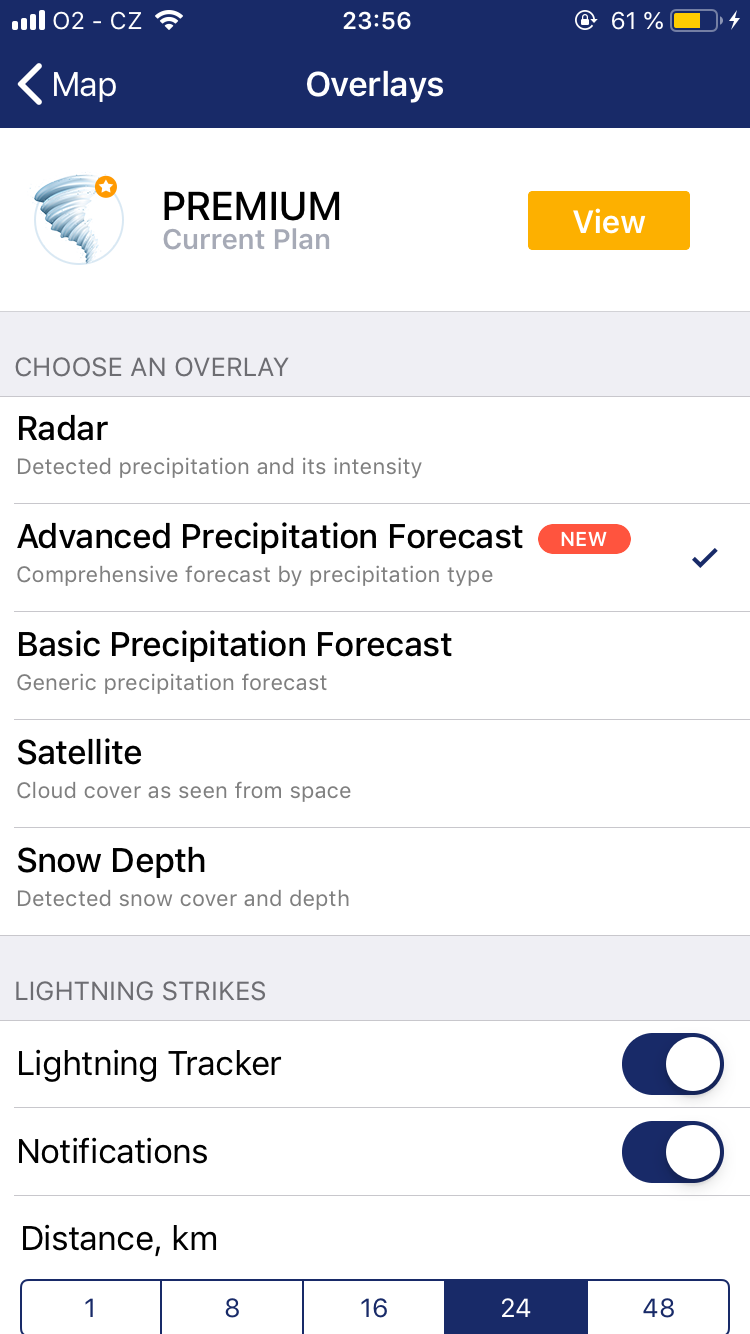 O2 - CZ 23:56 61 %
Map Overlays
PREMIUM
Current Plan
View
CHOOSE AN OVERLAY
Radar
Detected precipitation and its intensity
Advanced Precipitation Forecast NEW
Comprehensive forecast by precipitation type
Basic Precipitation Forecast
Generic precipitation forecast
Satellite
Cloud cover as seen from space
Snow Depth
Detected snow cover and depth
LIGHTNING STRIKES
Lightning Tracker
Notifications
Distance, km
1 8 16 24 48